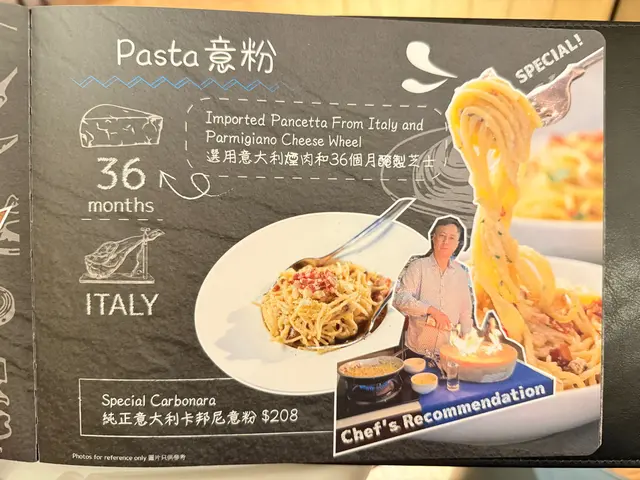 Pasta意粉
SPECIAL!
Imported Pancetta From Italy and
Parmigiano Cheese Wheel
選用意大利煙肉和36個月醃製芝士
36
months
ITALY
Special Carbonara
純正意大利卡邦尼意粉 $208
Chef's Recommendation
Photos for reference only 圖片只供參考